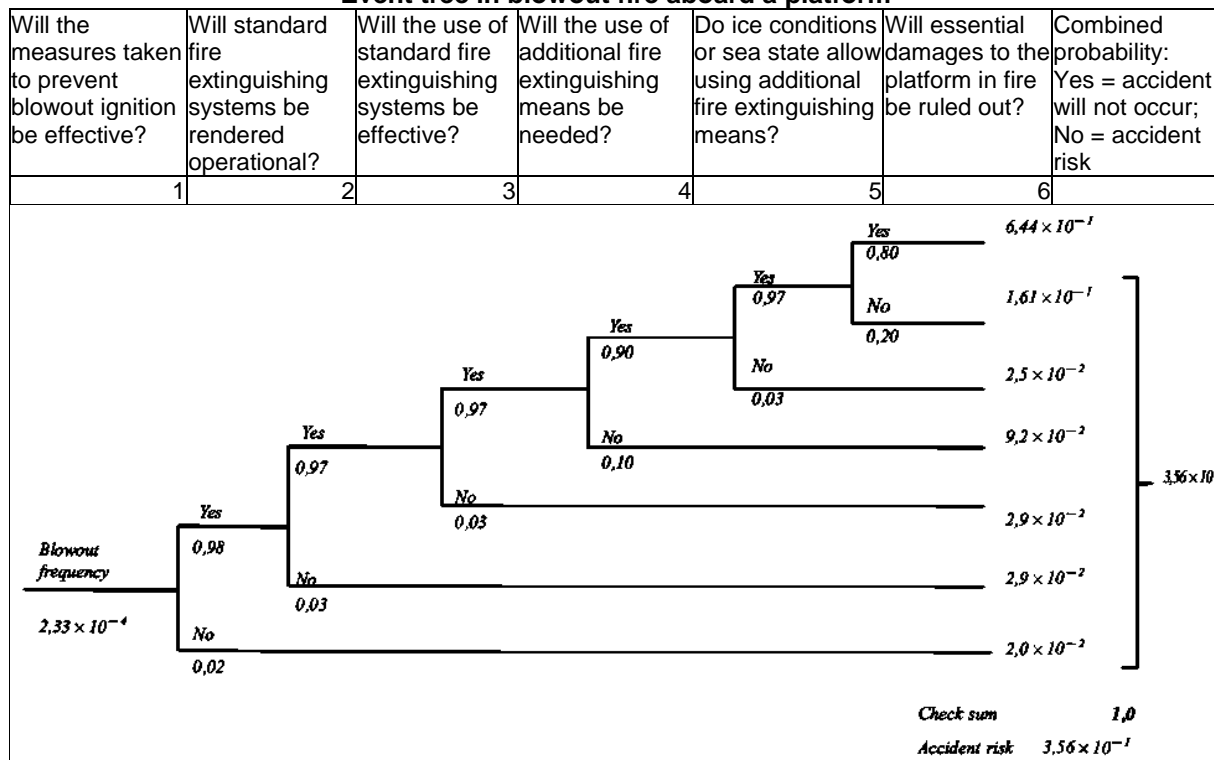 Event tree in blowout fire aboard a platform
Will the
measures taken
to prevent
blowout ignition
be effective?
Will standard
fire
extinguishing
systems be
rendered
operational?
Will the use of
standard fire
extinguishing
systems be
effective?
Will the use of
additional fire
extinguishing
means be
needed?
Do ice conditions
or sea state allow
using additional
fire extinguishing
means?
Will essential
damages to the
platform in fire
be ruled out?
Combined
probability:
Yes = accident
will not occur;
No = accident
risk
1
2
3
4
5
6
Yes
0,80
6,44 × 10⁻¹
Yes
0,97
No
0,20
1,61 × 10⁻¹
Yes
0,90
No
0,03
2,5 × 10⁻²
Yes
0,97
No
0,10
9,2 × 10⁻²
Yes
0,97
No
0,03
2,9 × 10⁻²
Yes
0,98
No
0,03
2,9 × 10⁻²
Blowout
frequency
2,33 × 10⁻⁴
No
0,02
2,0 × 10⁻²
3,56 × 10
Check sum 1,0
Accident risk 3,56 × 10⁻¹